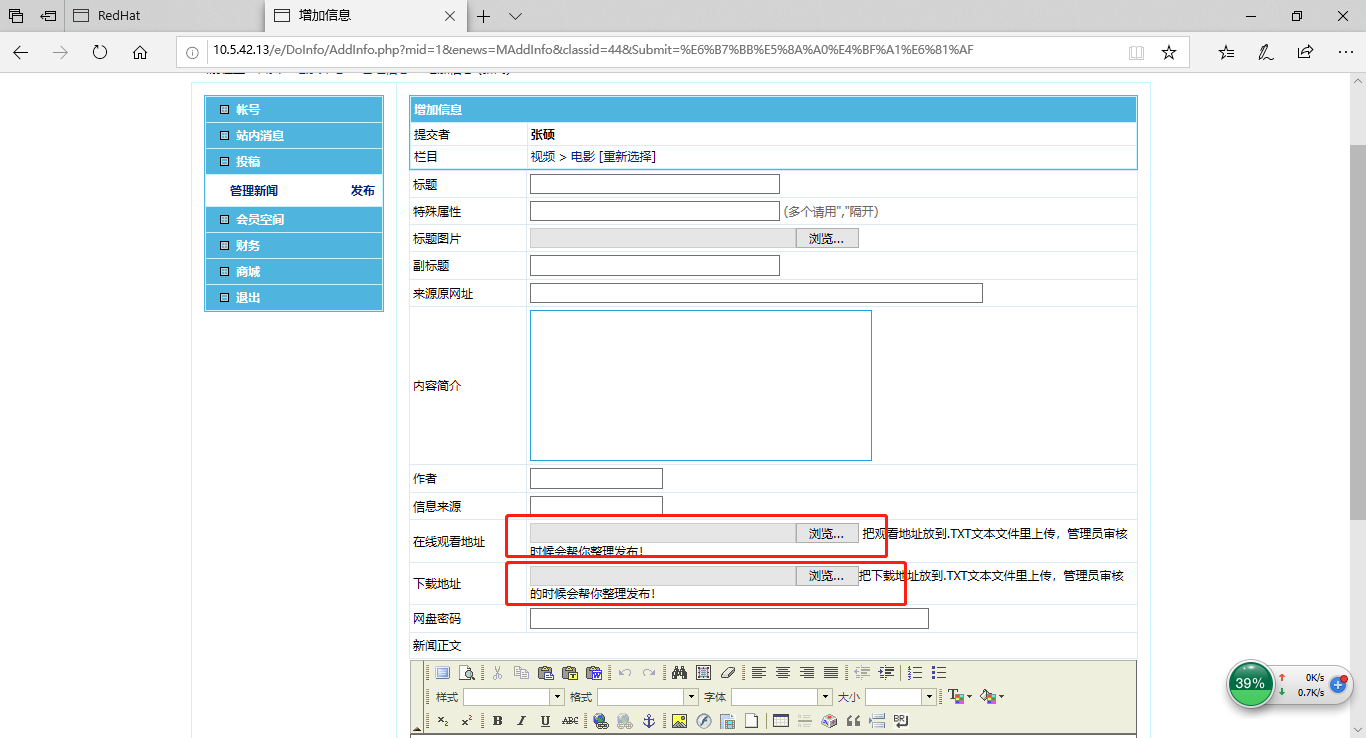 RedHat
增加信息
10.5.42.13/e/DoInfo/AddInfo.php?mid=1&enews=MAddInfo&classid=44&Submit=%E6%B7%BB%E5%8A%A0%E4%BF%A1%E6%81%AF
帐号
站内消息
投稿
管理新闻 发布
会员空间
财务
商城
退出
增加信息
提交者 张硕
栏目 视频 > 电影 [重新选择]
标题
特殊属性 (多个请用","隔开)
标题图片 浏览...
副标题
来源原网址
内容简介
作者
信息来源
在线观看地址 浏览... 把观看地址放到.TXT文本文件里上传，管理员审核
时候会帮你整理发布！
下载地址 浏览... 把下载地址放到.TXT文本文件里上传，管理员审核
的时候会帮你整理发布！
网盘密码
新闻正文
样式 格式 字体 大小
x₂ x² B I U ABC BR
39% 0K/s
0.7K/s